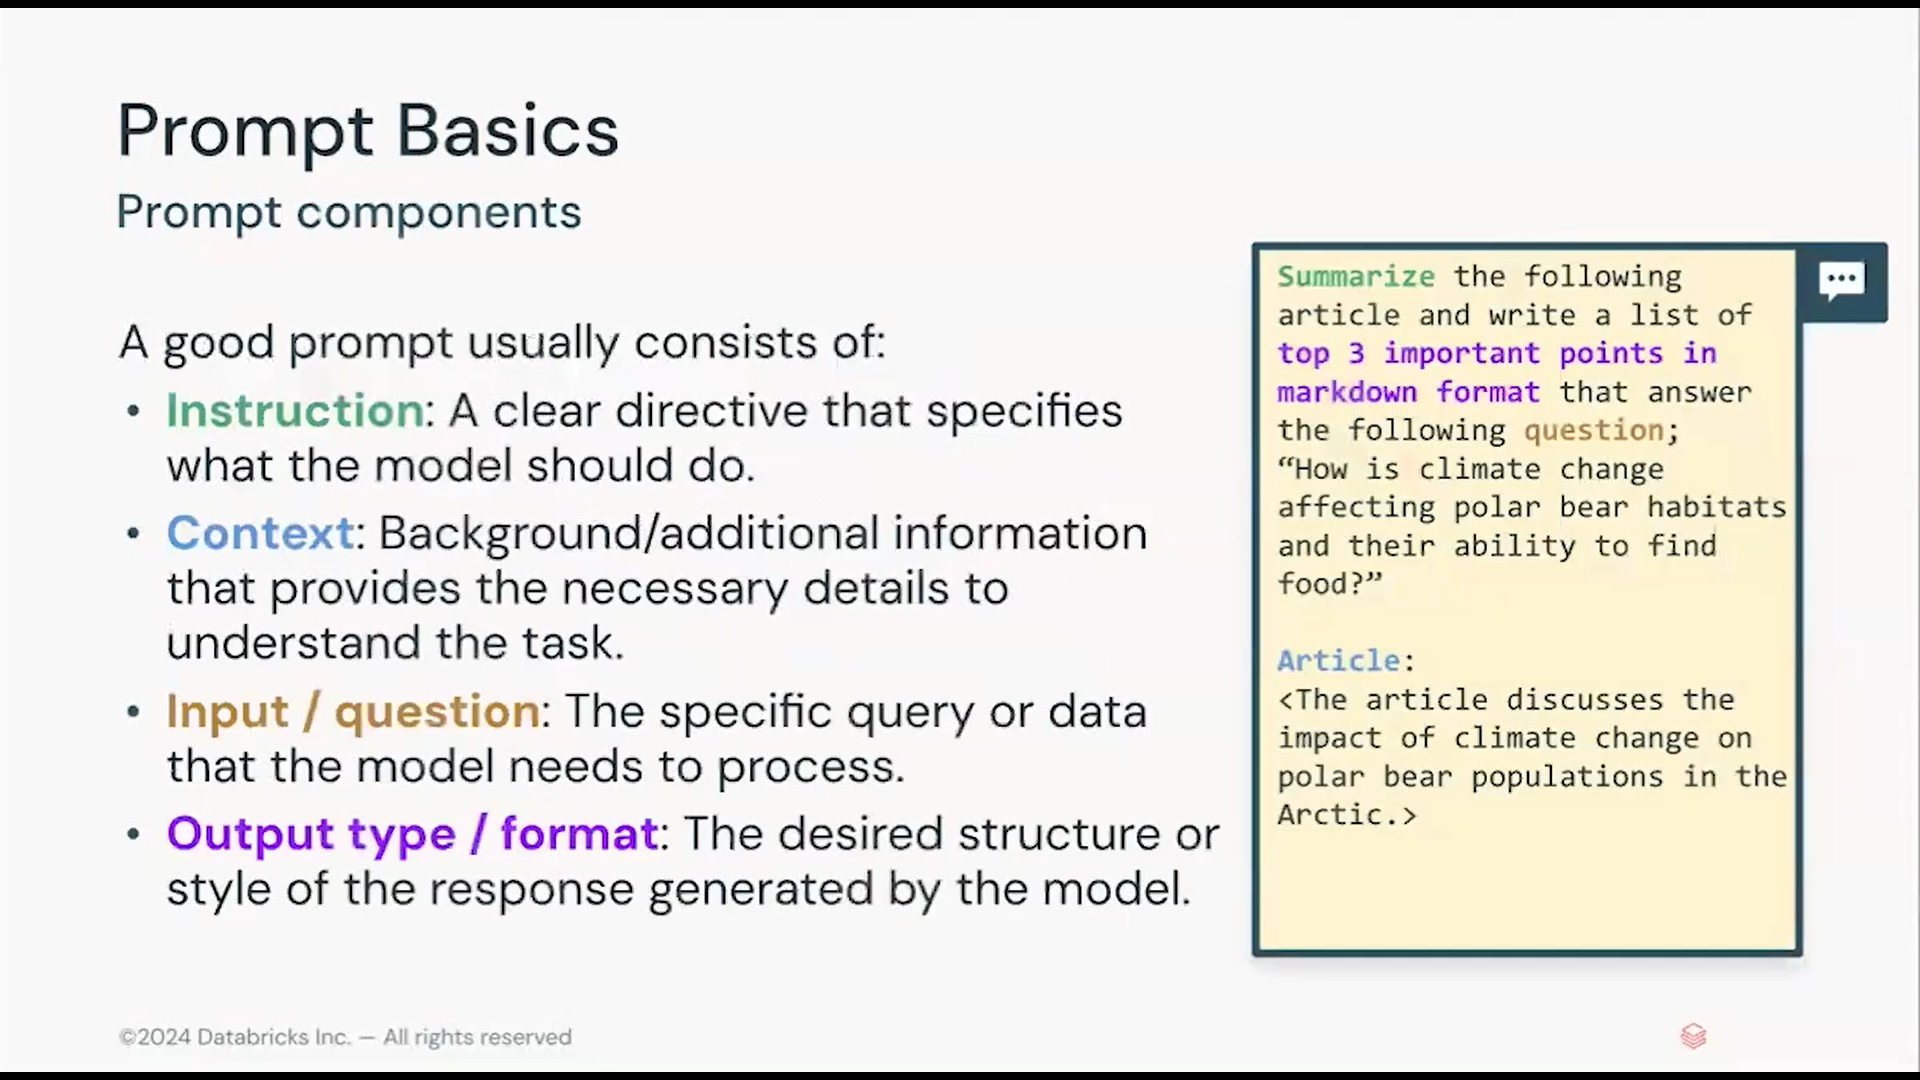 Prompt Basics
Prompt components
A good prompt usually consists of:
• Instruction: A clear directive that specifies
what the model should do.
• Context: Background/additional information
that provides the necessary details to
understand the task.
• Input / question: The specific query or data
that the model needs to process.
• Output type / format: The desired structure or
style of the response generated by the model.
Summarize the following
article and write a list of
top 3 important points in
markdown format that answer
the following question;
“How is climate change
affecting polar bear habitats
and their ability to find
food?”
Article:
<The article discusses the
impact of climate change on
polar bear populations in the
Arctic.>
©2024 Databricks Inc. — All rights reserved